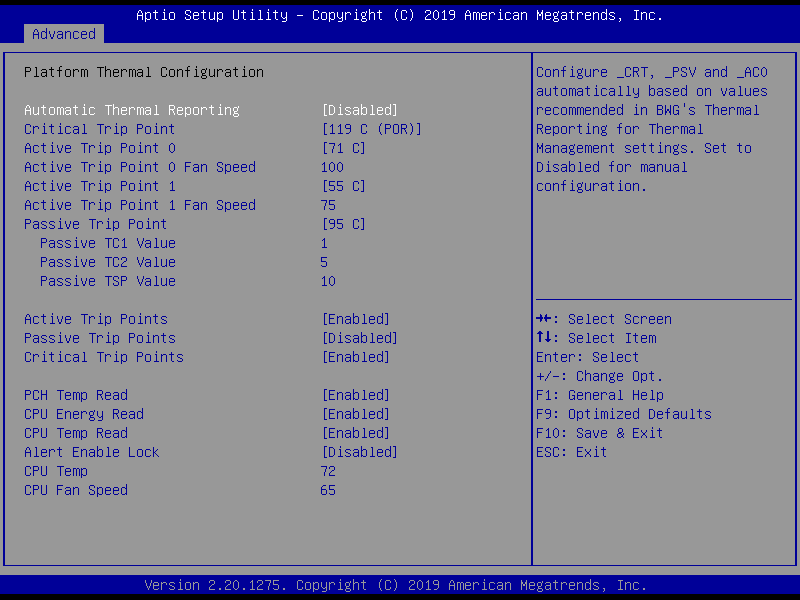 Aptio Setup Utility – Copyright (C) 2019 American Megatrends, Inc.
Advanced
Platform Thermal Configuration
Automatic Thermal Reporting [Disabled]
Critical Trip Point [119 C (POR)]
Active Trip Point 0 [71 C]
Active Trip Point 0 Fan Speed 100
Active Trip Point 1 [55 C]
Active Trip Point 1 Fan Speed 75
Passive Trip Point [95 C]
Passive TC1 Value 1
Passive TC2 Value 5
Passive TSP Value 10
Active Trip Points [Enabled]
Passive Trip Points [Disabled]
Critical Trip Points [Enabled]
PCH Temp Read [Enabled]
CPU Energy Read [Enabled]
CPU Temp Read [Enabled]
Alert Enable Lock [Disabled]
CPU Temp 72
CPU Fan Speed 65
Configure _CRT, _PSV and _AC0
automatically based on values
recommended in BWG's Thermal
Reporting for Thermal
Management settings. Set to
Disabled for manual
configuration.
→←: Select Screen
↑↓: Select Item
Enter: Select
+/-: Change Opt.
F1: General Help
F9: Optimized Defaults
F10: Save & Exit
ESC: Exit
Version 2.20.1275. Copyright (C) 2019 American Megatrends, Inc.